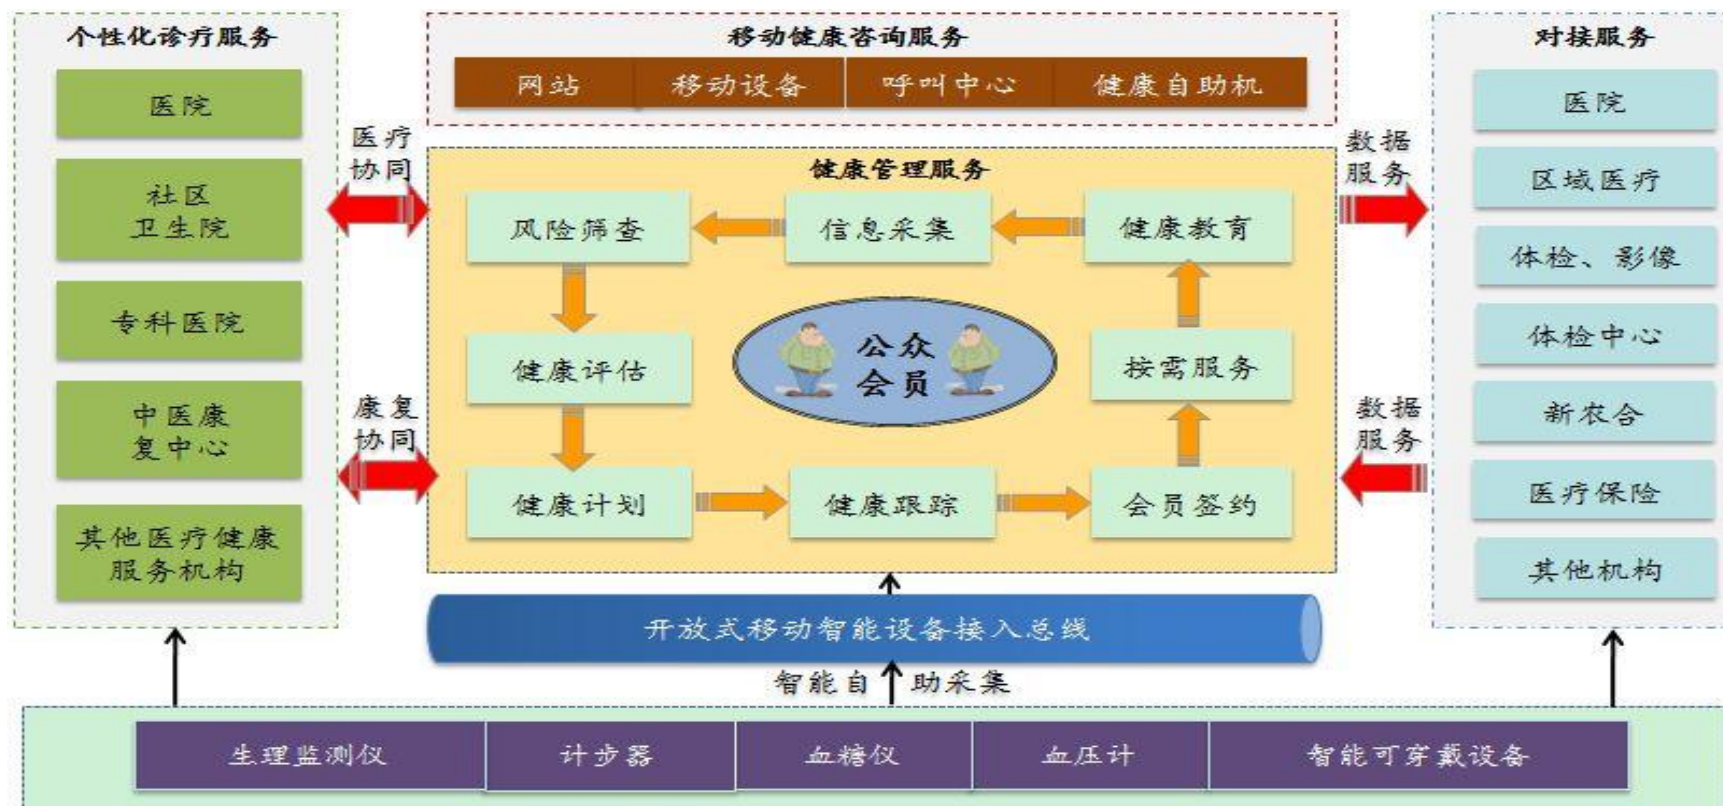 个性化诊疗服务
医院
社区
卫生院
专科医院
中医康
复中心
其他医疗健康
服务机构
医疗
协同
康复
协同
移动健康咨询服务
网站
移动设备
呼叫中心
健康自助机
健康管理服务
风险筛查
信息采集
健康教育
健康评估
公众
会员
按需服务
健康计划
健康跟踪
会员签约
数据
服务
数据
服务
对接服务
医院
区域医疗
体检、影像
体检中心
新农合
医疗保险
其他机构
开放式移动智能设备接入总线
智能自助采集
生理监测仪
计步器
血糖仪
血压计
智能可穿戴设备